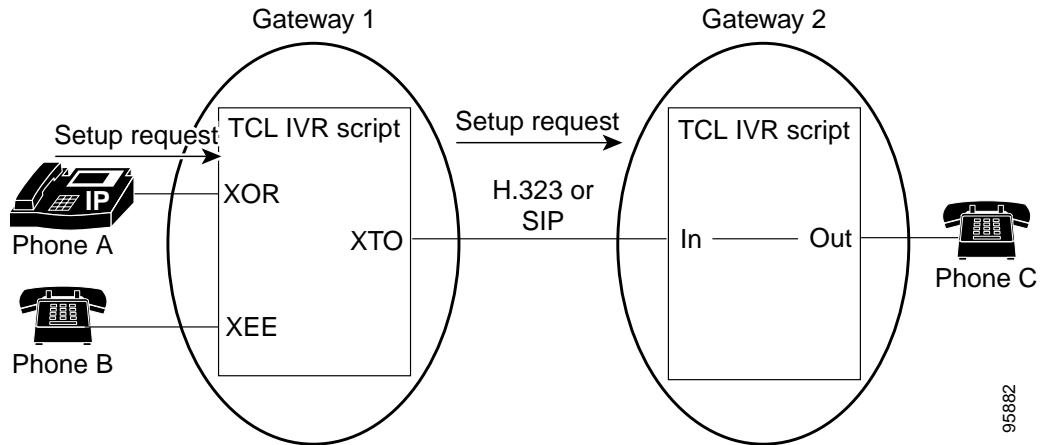 Gateway 1
Gateway 2
Setup request
TCL IVR script
Setup request
TCL IVR script
IP
XOR
H.323 or
SIP
Phone A
XTO
In
Out
Phone C
XEE
Phone B
95882